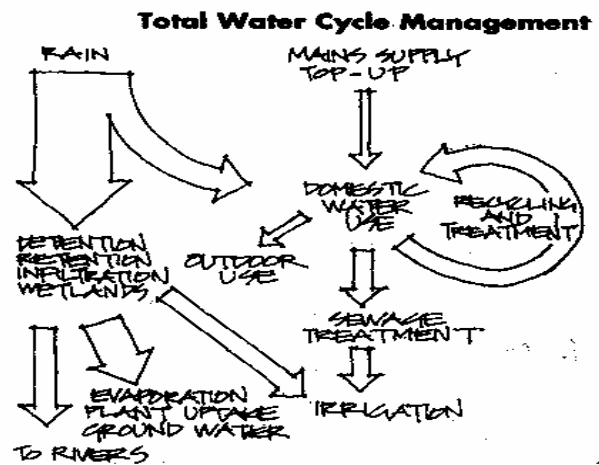 Total Water Cycle Management
RAIN
MAINS SUPPLY
TOP-UP
DOMESTIC
WATER
USE
RECYCLING
AND
TREATMENT
DETENTION
RETENTION
INFILTRATION
WETLANDS
OUTDOOR
USE
SEWAGE
TREATMENT
EVAPORATION
PLANT UPTAKE
GROUND WATER
IRRIGATION
TO RIVERS